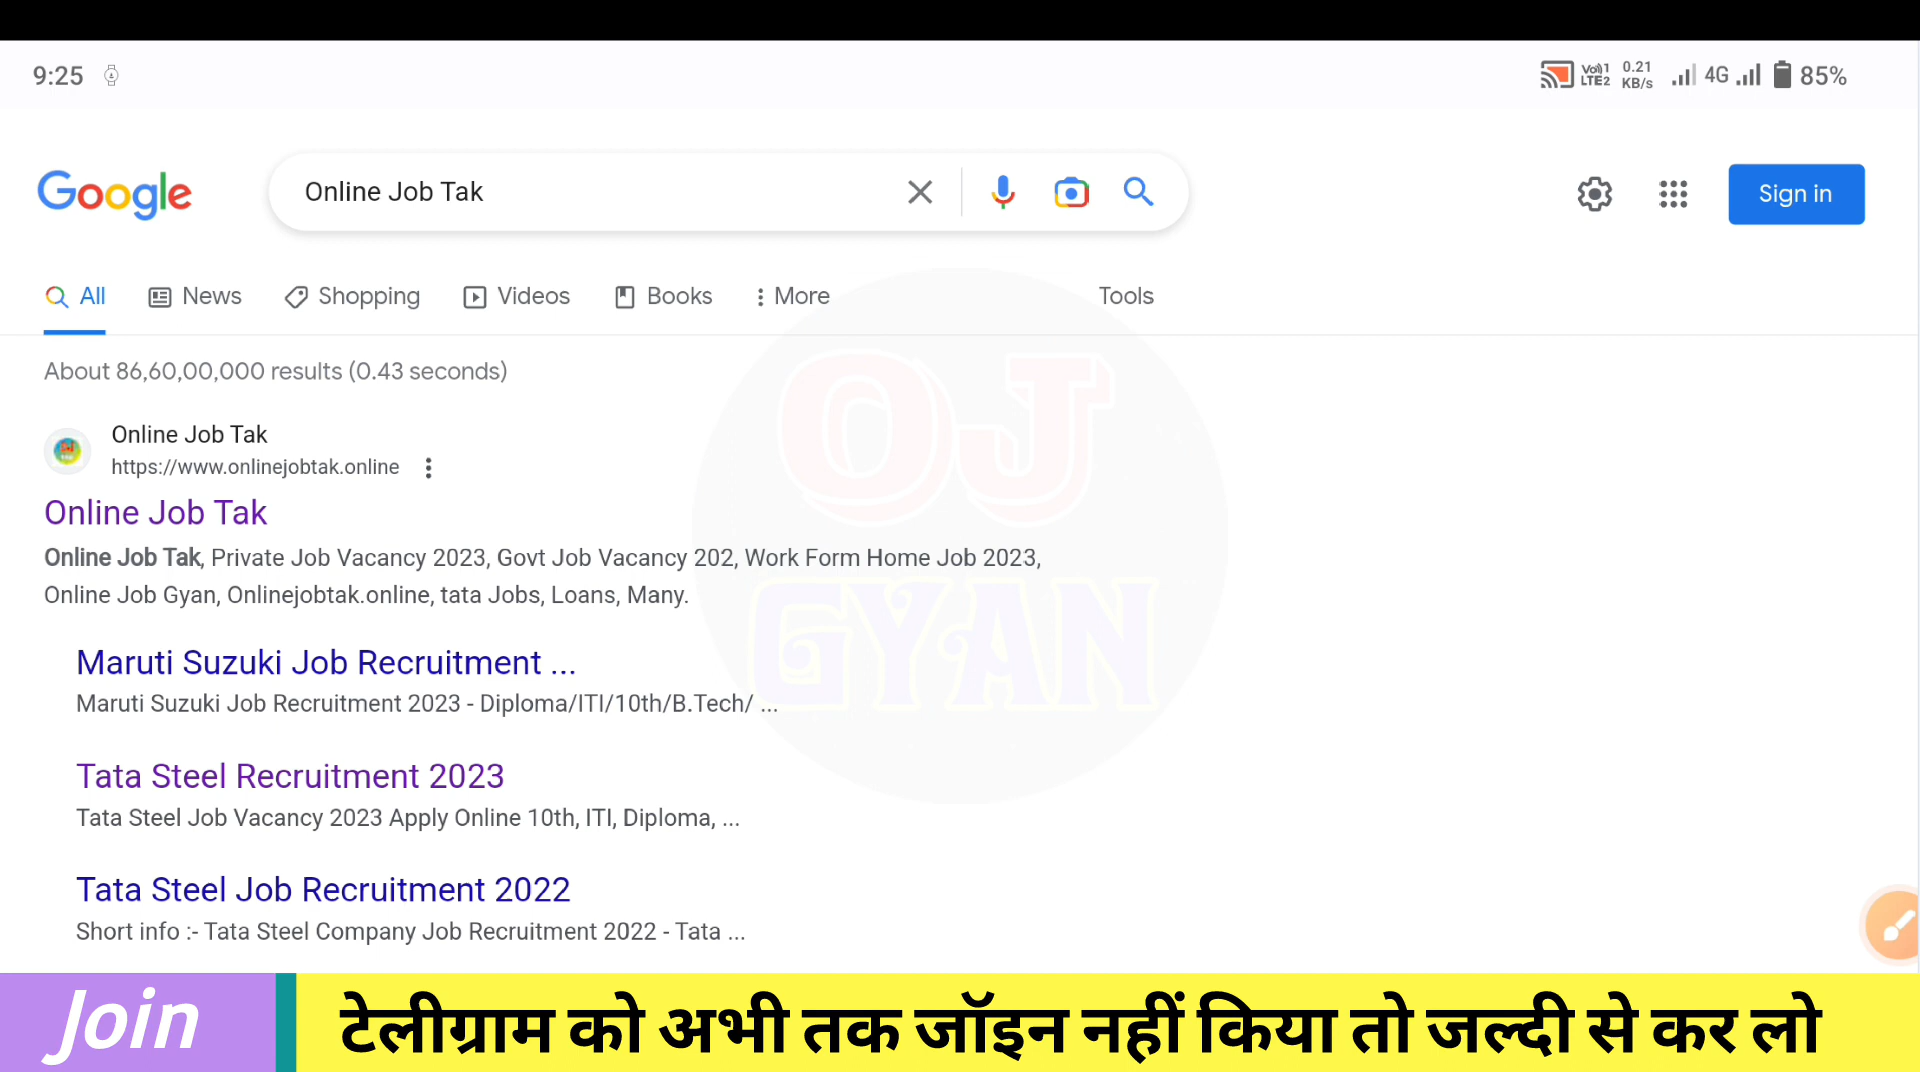 9:25
Vo))1 LTE2 0.21 KB/s 4G 85%
Google
Online Job Tak
Sign in
All News Shopping Videos Books More Tools
About 86,60,00,000 results (0.43 seconds)
Online Job Tak
https://www.onlinejobtak.online
Online Job Tak
Online Job Tak, Private Job Vacancy 2023, Govt Job Vacancy 202, Work Form Home Job 2023,
Online Job Gyan, Onlinejobtak.online, tata Jobs, Loans, Many.
Maruti Suzuki Job Recruitment ...
Maruti Suzuki Job Recruitment 2023 - Diploma/ITI/10th/B.Tech/ ...
Tata Steel Recruitment 2023
Tata Steel Job Vacancy 2023 Apply Online 10th, ITI, Diploma, ...
Tata Steel Job Recruitment 2022
Short info :- Tata Steel Company Job Recruitment 2022 - Tata ...
OJ
GYAN
Join
टेलीग्राम को अभी तक जॉइन नहीं किया तो जल्दी से कर लो